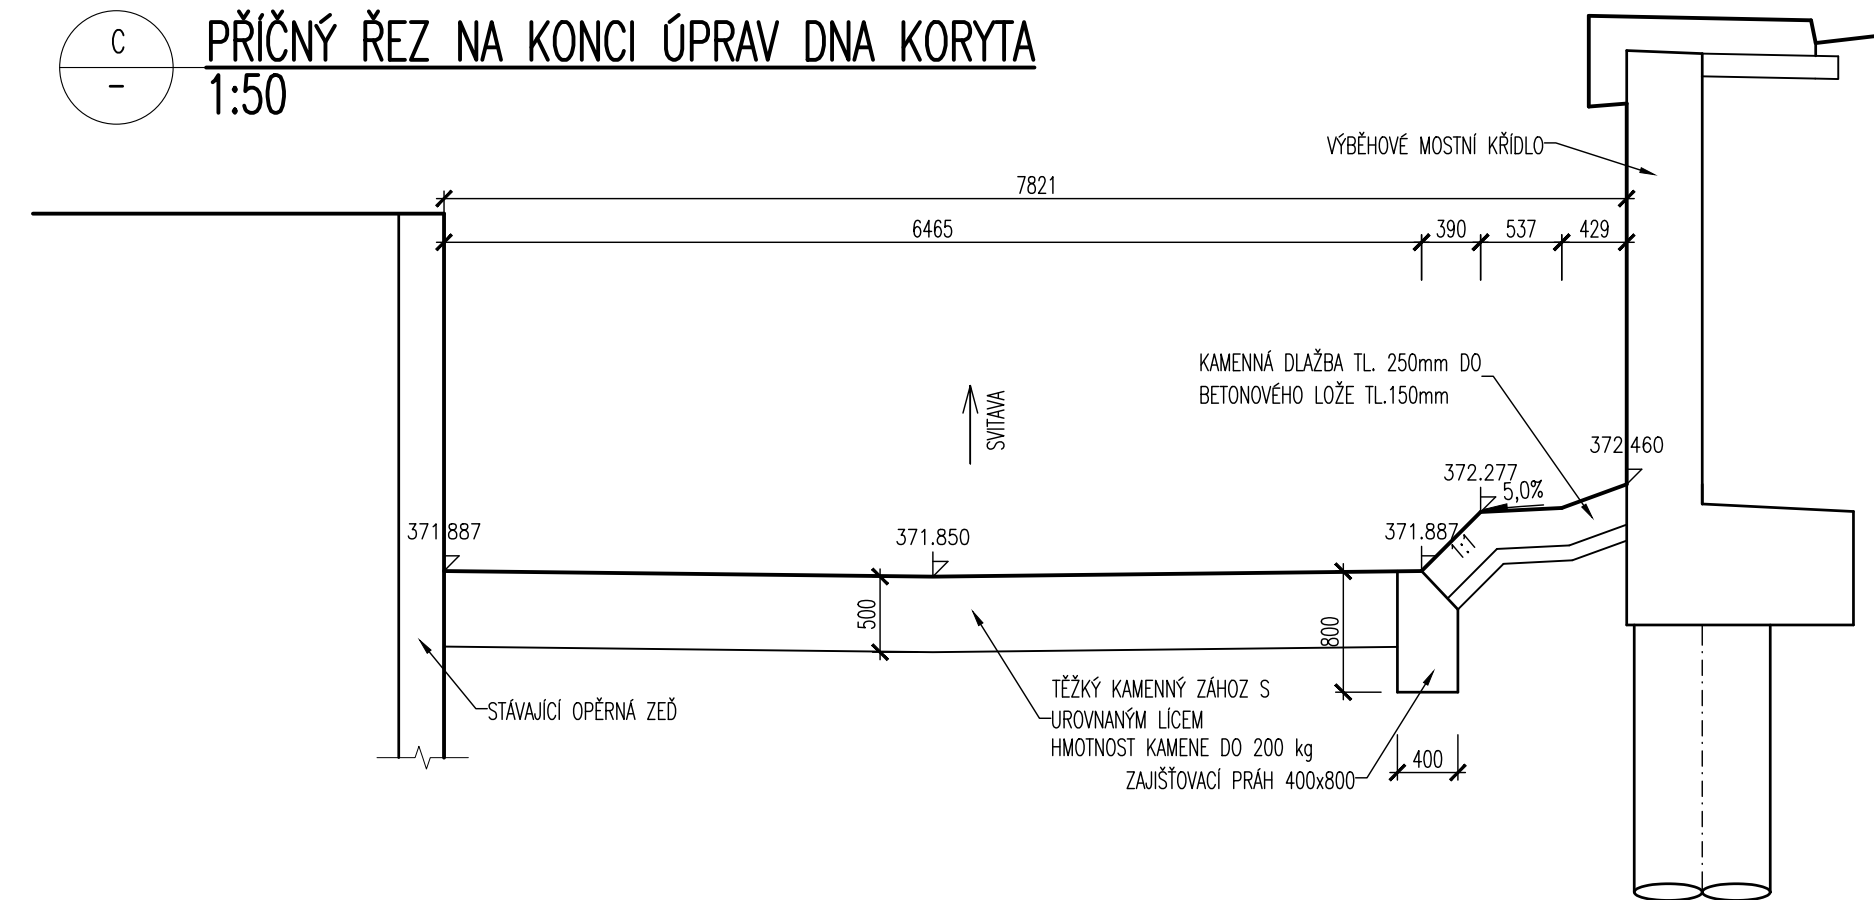 C
PŘÍČNÝ ŘEZ NA KONCI ÚPRAV DNA KORYTA
-
1:50
VÝBĚHOVÉ MOSTNÍ KŘÍDLO
7821
6465
390
537
429
KAMENNÁ DLAŽBA TL. 250mm DO
BETONOVÉHO LOŽE TL.150mm
SVITAVA
372.460
372.277
5,0%
371.887
371.850
371.887
1:1
500
800
TĚŽKÝ KAMENNÝ ZÁHOZ S
UROVNANÝM LÍCEM
HMOTNOST KAMENE DO 200 kg
STÁVAJÍCÍ OPĚRNÁ ZEĎ
400
ZAJIŠŤOVACÍ PRÁH 400x800